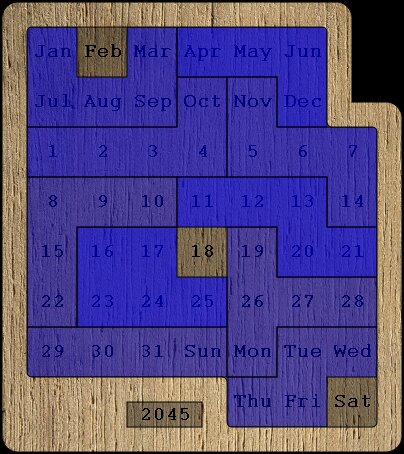 Jan Feb Mar Apr May Jun
Jul Aug Sep Oct Nov Dec
1 2 3 4 5 6 7
8 9 10 11 12 13 14
15 16 17 18 19 20 21
22 23 24 25 26 27 28
29 30 31 Sun Mon Tue Wed
Thu Fri Sat
2045